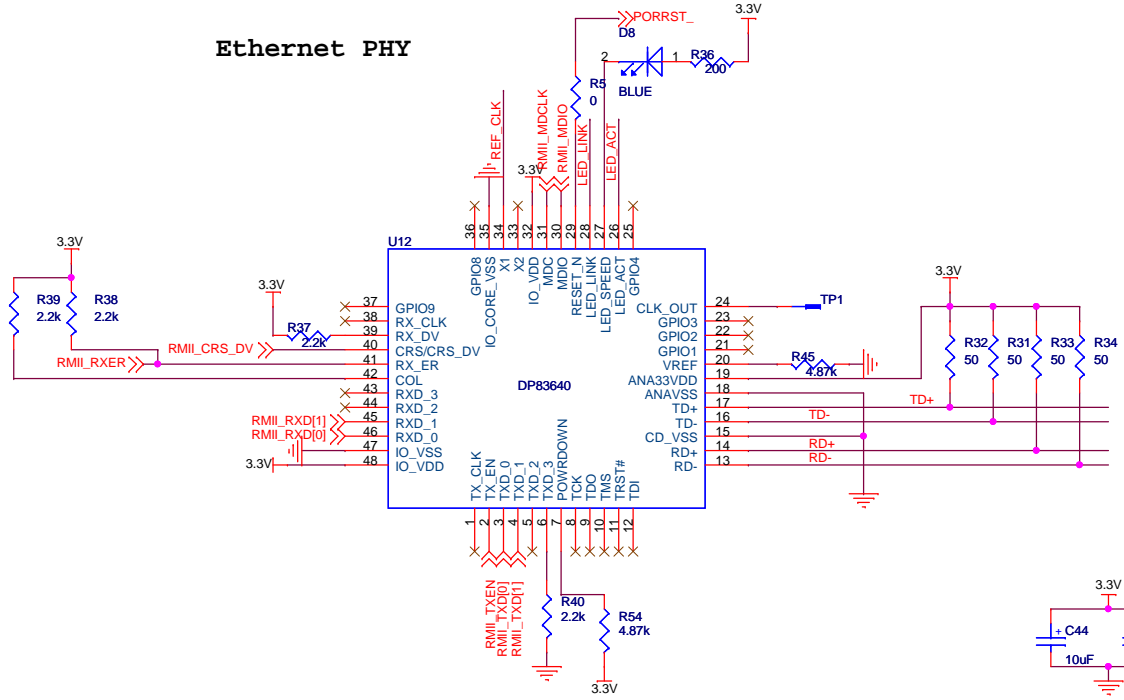 Ethernet PHY
PORRST_
D8
3.3V
2
1
R36
200
BLUE
R5
0
REF_CLK
3.3V
RMII_MDCLK
RMII_MDIO
LED_LINK
LED_ACT
36
35
34
33
32
31
30
29
28
27
26
25
U12
GPIO8
IO_CORE_VSS
X1
X2
IO_VDD
MDC
MDIO
RESET_N
LED_LINK
LED_SPEED
LED_ACT
GPIO4
3.3V
R39
2.2k
R38
2.2k
3.3V
R37
2.2k
RMII_CRS_DV
RMII_RXER
RMII_RXD[1]
RMII_RXD[0]
3.3V
37 GPIO9
38 RX_CLK
39 RX_DV
40 CRS/CRS_DV
41 RX_ER
42 COL
43 RXD_3
44 RXD_2
45 RXD_1
46 RXD_0
47 IO_VSS
48 IO_VDD
DP83640
CLK_OUT 24
GPIO3 23
GPIO2 22
GPIO1 21
VREF 20
ANA33VDD 19
ANAVSS 18
TD+ 17
TD- 16
CD_VSS 15
RD+ 14
RD- 13
TP1
R45
4.87k
3.3V
R32
50
R31
50
R33
50
R34
50
TD+
TD-
RD+
RD-
TX_CLK
TX_EN
TXD_0
TXD_1
TXD_2
TXD_3
POWRDOWN
TCK
TDO
TMS
TRST#
TDI
1
2
3
4
5
6
7
8
9
10
11
12
RMII_TXEN
RMII_TXD[0]
RMII_TXD[1]
R40
2.2k
R54
4.87k
3.3V
3.3V
+
C44
10uF